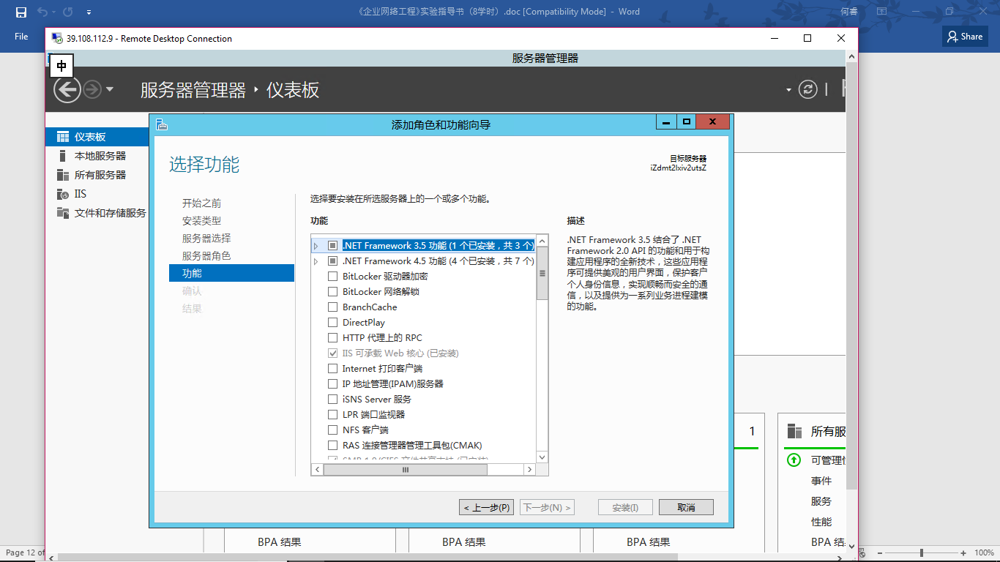 《企业网络工程》实验指导书（8学时）.doc [Compatibility Mode] - Word
何睿
File
Share
39.108.112.9 - Remote Desktop Connection
服务器管理器
中
服务器管理器 ‣ 仪表板
仪表板
本地服务器
所有服务器
IIS
文件和存储服务
添加角色和功能向导
选择功能
目标服务器
iZdmt2lxiv2utsZ
开始之前
安装类型
服务器选择
服务器角色
功能
确认
结果
选择要安装在所选服务器上的一个或多个功能。
功能
.NET Framework 3.5 功能 (1 个已安装，共 3 个)
.NET Framework 4.5 功能 (4 个已安装，共 7 个)
BitLocker 驱动器加密
BitLocker 网络解锁
BranchCache
DirectPlay
HTTP 代理上的 RPC
IIS 可承载 Web 核心 (已安装)
Internet 打印客户端
IP 地址管理(IPAM)服务器
iSNS Server 服务
LPR 端口监视器
NFS 客户端
RAS 连接管理器管理工具包(CMAK)
SMB 1.0/CIFS 文件共享支持 (已安装)
描述
.NET Framework 3.5 结合了 .NET
Framework 2.0 API 的功能和用于构
建应用程序的全新技术，这些应用程
序可提供美观的用户界面，保护客户
个人身份信息，实现顺畅而安全的通
信，以及提供为一系列业务进程建模
的功能。
< 上一步(P)
下一步(N) >
安装(I)
取消
1
所有服
可管理性
事件
服务
性能
BPA 结
BPA 结果
BPA 结果
BPA 结果
Page 12 of
100%